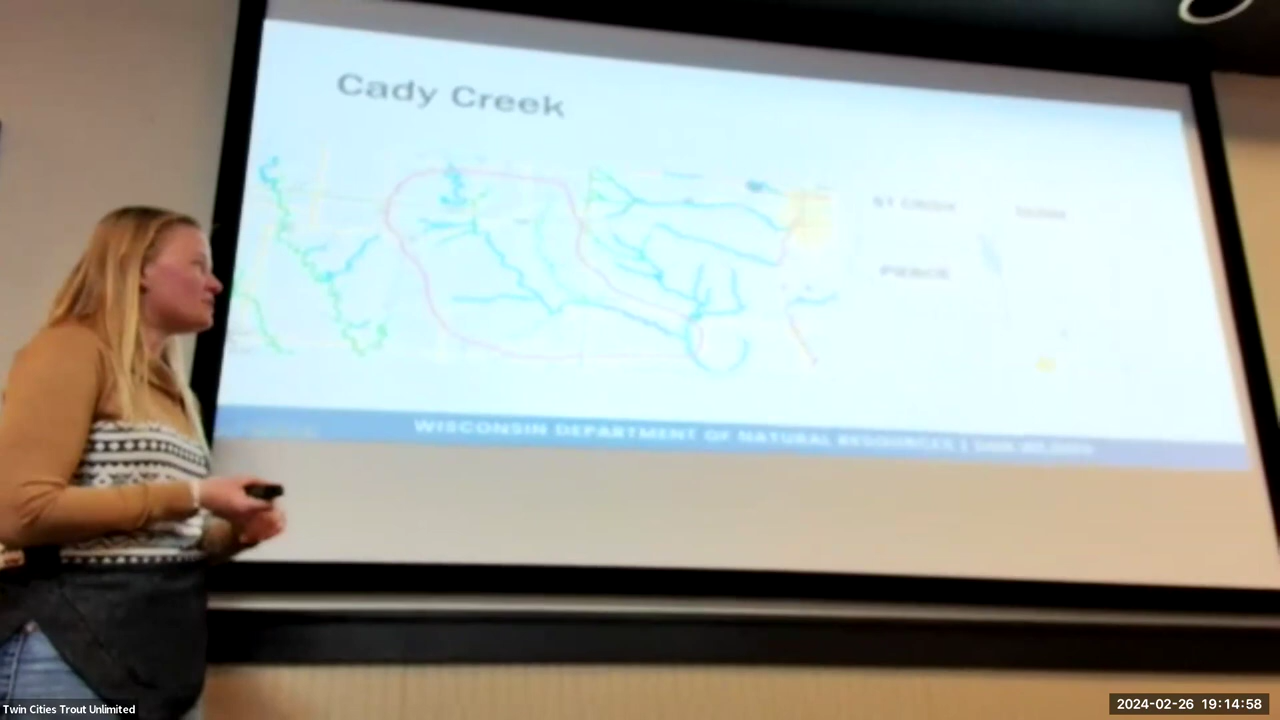 Cady Creek
ST CROIX
PIERCE
WISCONSIN DEPARTMENT OF NATURAL RESOURCES |
Twin Cities Trout Unlimited
2024-02-26 19:14:58